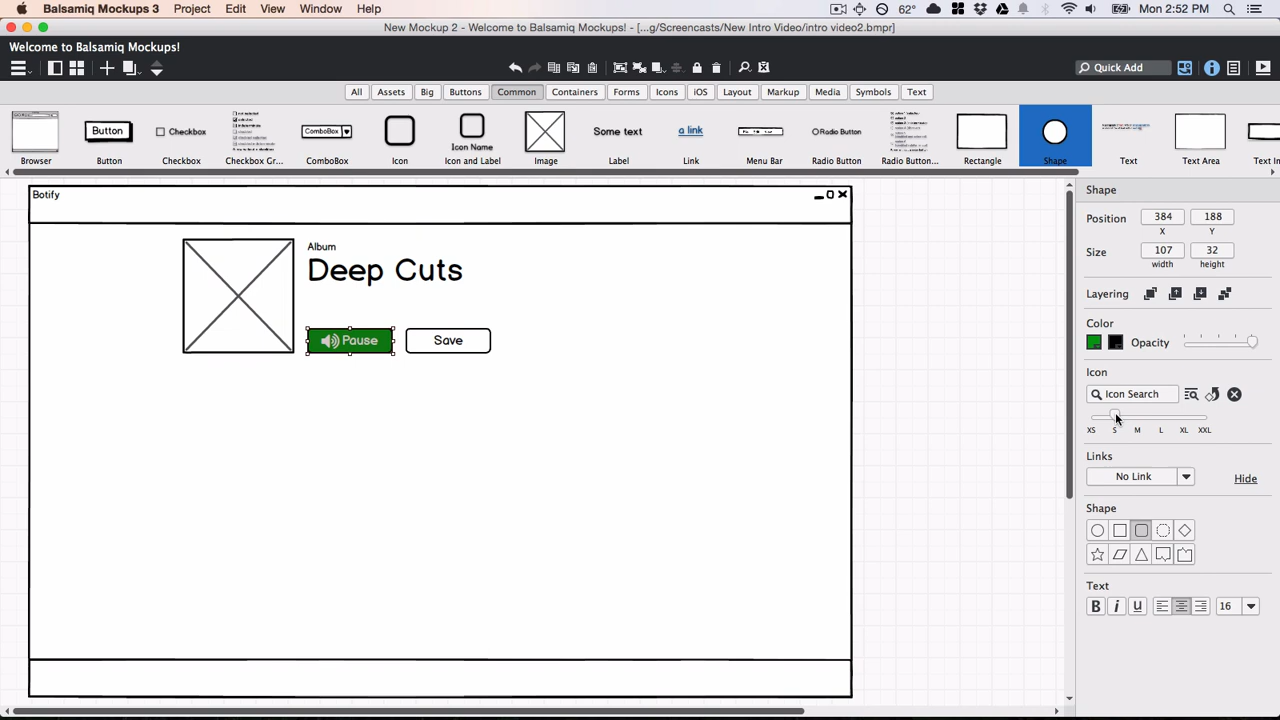 Balsamiq Mockups 3 Project Edit View Window Help 62° Mon 2:52 PM
New Mockup 2 - Welcome to Balsamiq Mockups! - [...g/Screencasts/New Intro Video/intro video2.bmpr]
Welcome to Balsamiq Mockups!
Quick Add
All Assets Big Buttons Common Containers Forms Icons iOS Layout Markup Media Symbols Text
Button Checkbox ComboBox Icon Name Some text a link Radio Button
Browser Button Checkbox Checkbox Gr... ComboBox Icon Icon and Label Image Label Link Menu Bar Radio Button Radio Button... Rectangle Shape Text Text Area Text In
Botify
Album
Deep Cuts
Pause Save
Shape
Position 384 188
X Y
Size 107 32
width height
Layering
Color
Opacity
Icon
Icon Search
XS S M L XL XXL
Links
No Link Hide
Shape
Text
B i u 16